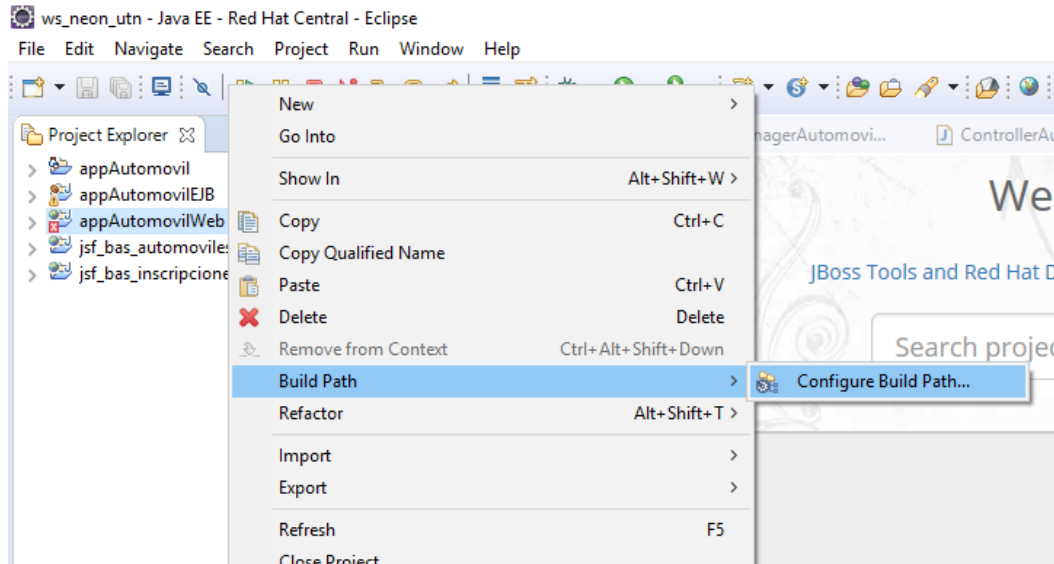 ws_neon_utn - Java EE - Red Hat Central - Eclipse
File Edit Navigate Search Project Run Window Help
Project Explorer
nagerAutomovi...
ControllerAu
appAutomovil
appAutomovilEJB
appAutomovilWeb
jsf_bas_automoviles
jsf_bas_inscripcione
New
Go Into
Show In Alt+Shift+W
Copy Ctrl+C
Copy Qualified Name
Paste Ctrl+V
Delete Delete
Remove from Context Ctrl+Alt+Shift+Down
Build Path
Configure Build Path...
Refactor Alt+Shift+T
Import
Export
Refresh F5
Close Project
We
JBoss Tools and Red Hat D
Search projec